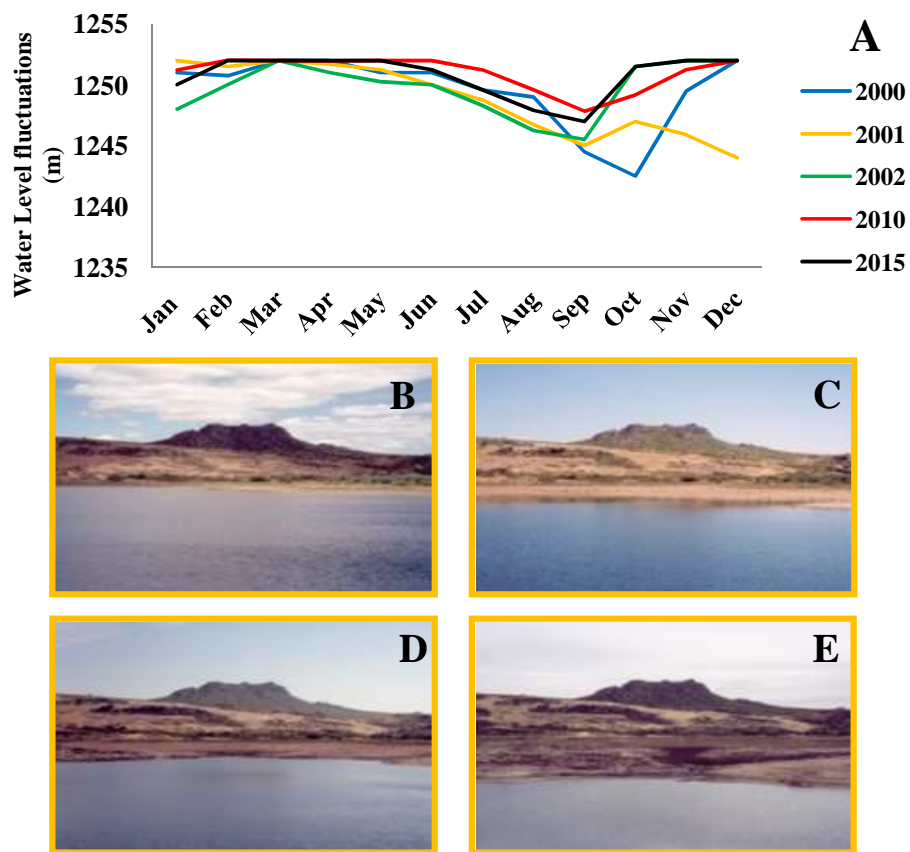 1255
1250
1245
1240
1235
Water Level fluctuations
(m)
Jan
Feb
Mar
Apr
May
Jun
Jul
Aug
Sep
Oct
Nov
Dec
A
2000
2001
2002
2010
2015
B
C
D
E